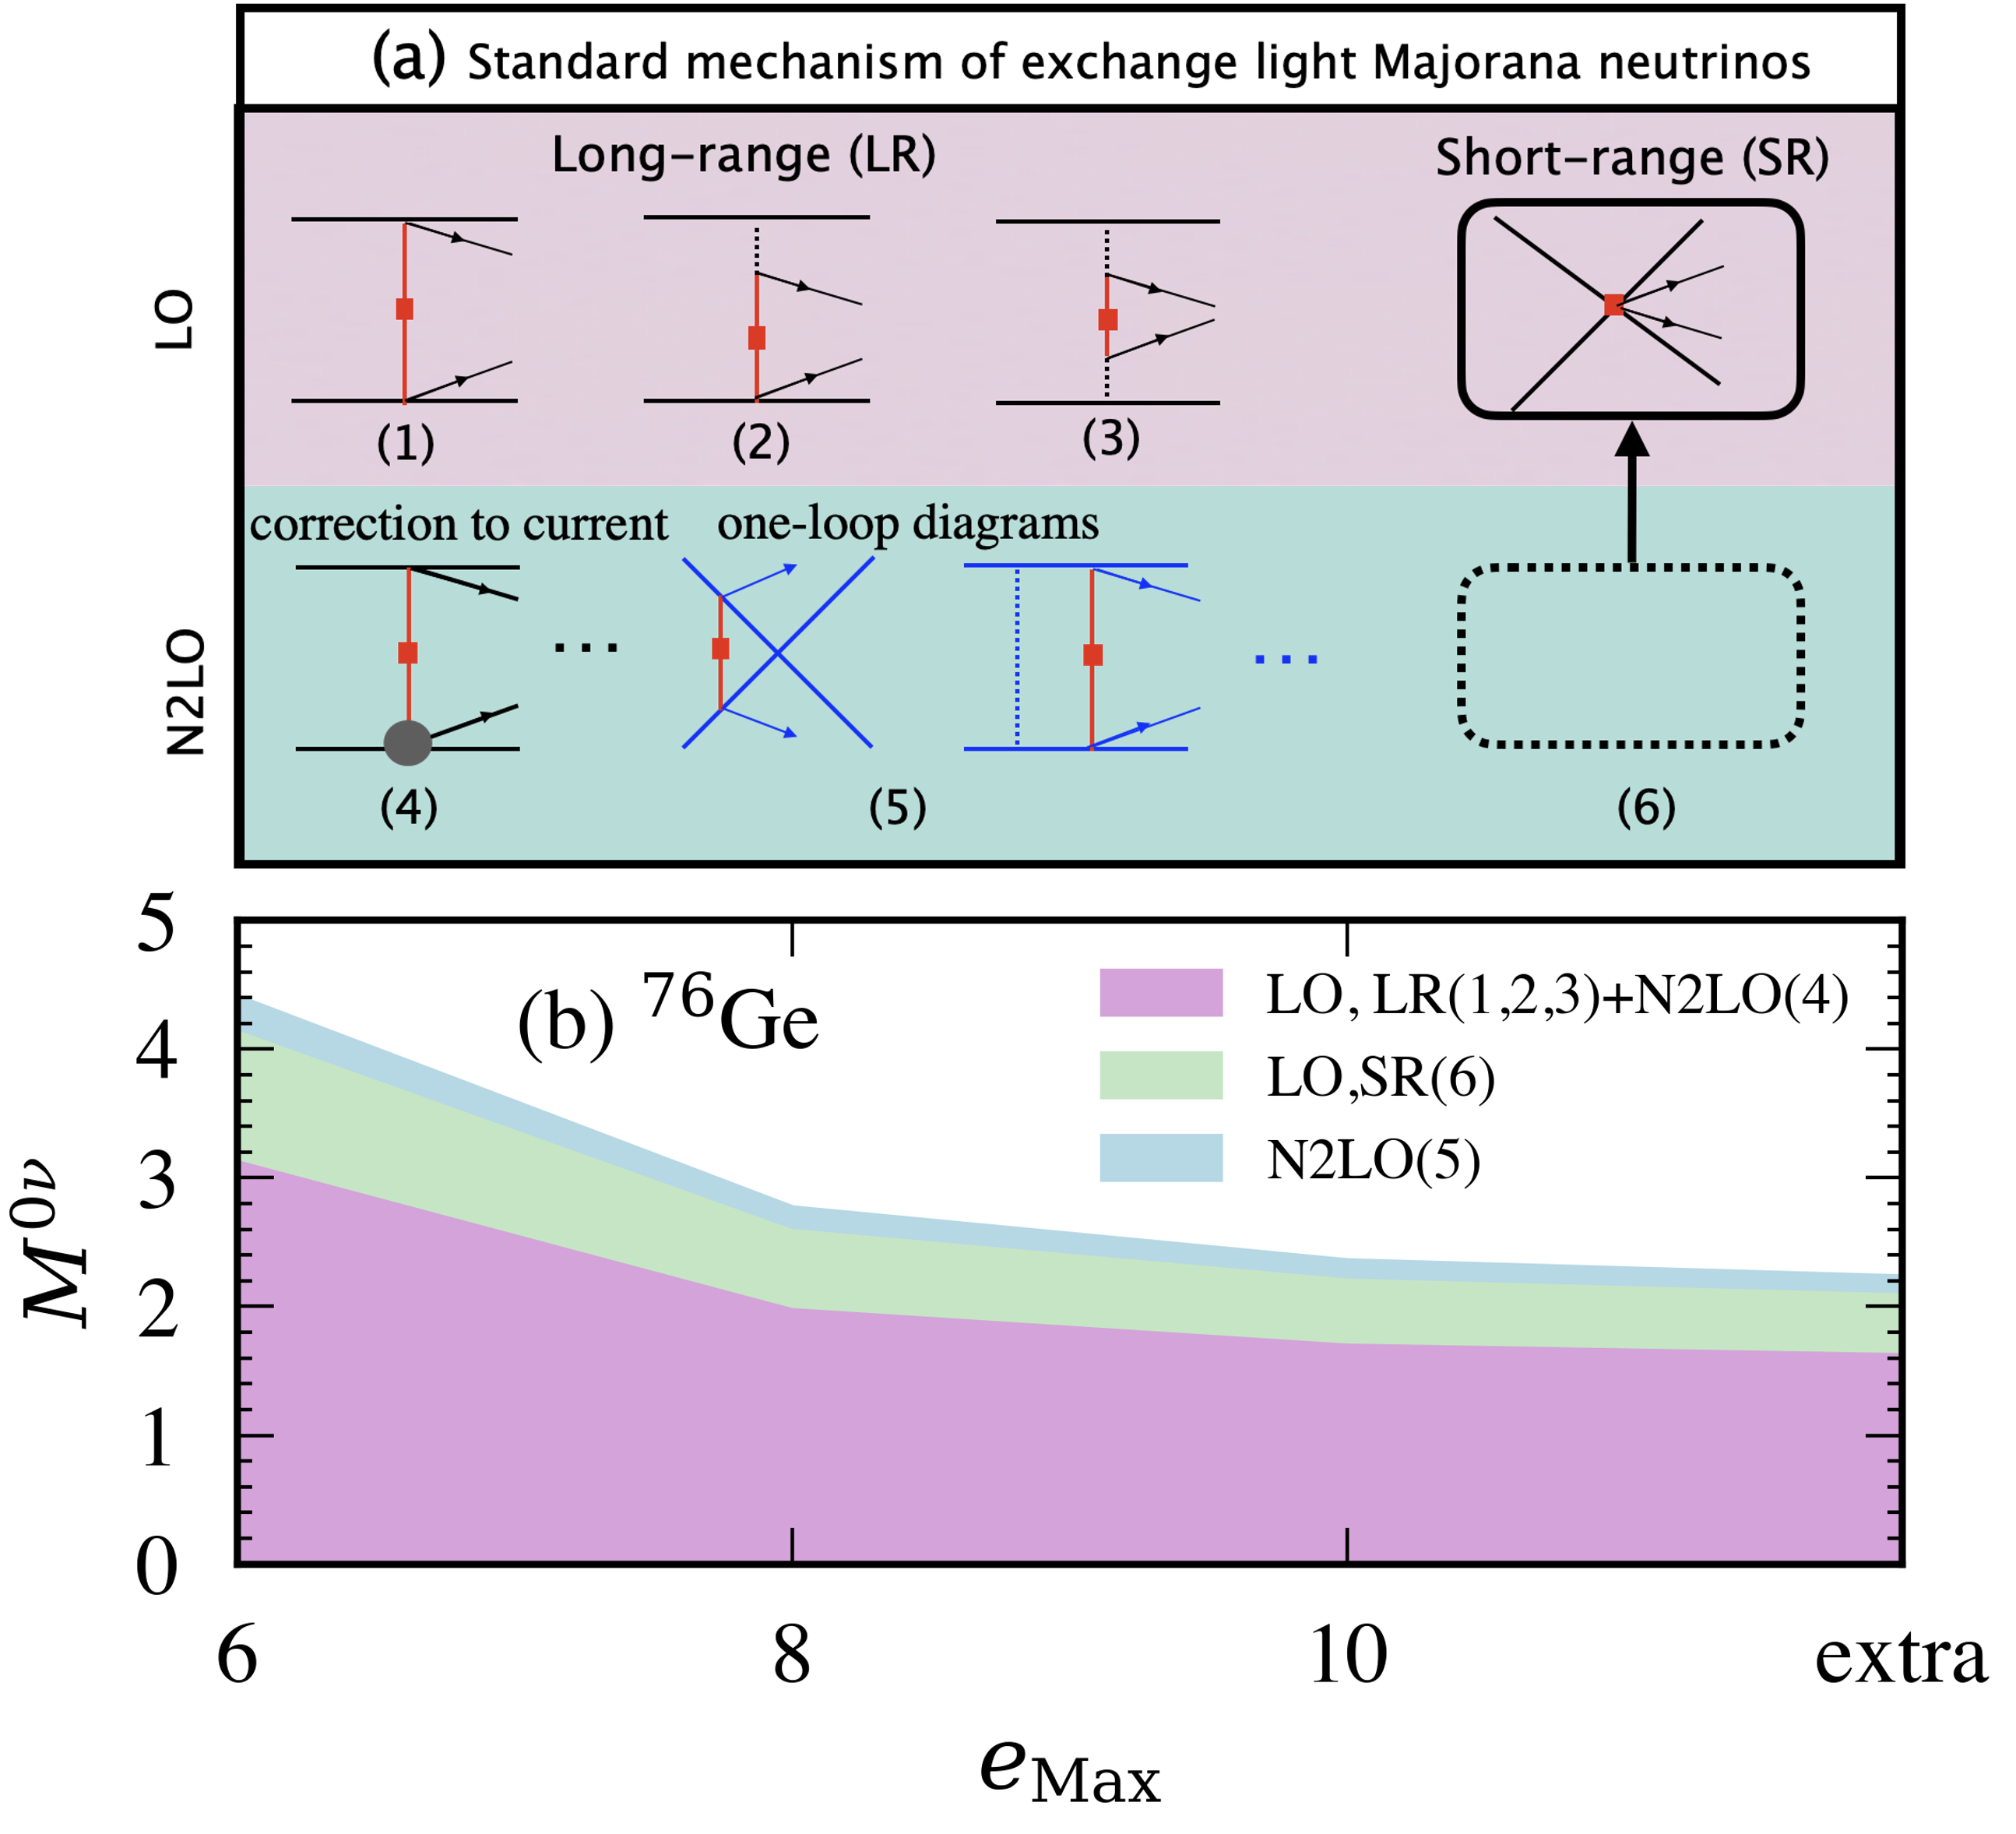 (a) Standard mechanism of exchange light Majorana neutrinos
Long-range (LR)
Short-range (SR)
LO
(1)
(2)
(3)
correction to current
one-loop diagrams
N2LO
...
...
(4)
(5)
(6)
5
4
3
2
1
0
M^{0ν}
(b) ^{76}Ge
LO, LR(1,2,3)+N2LO(4)
LO,SR(6)
N2LO(5)
6
8
10
extra
e_{Max}